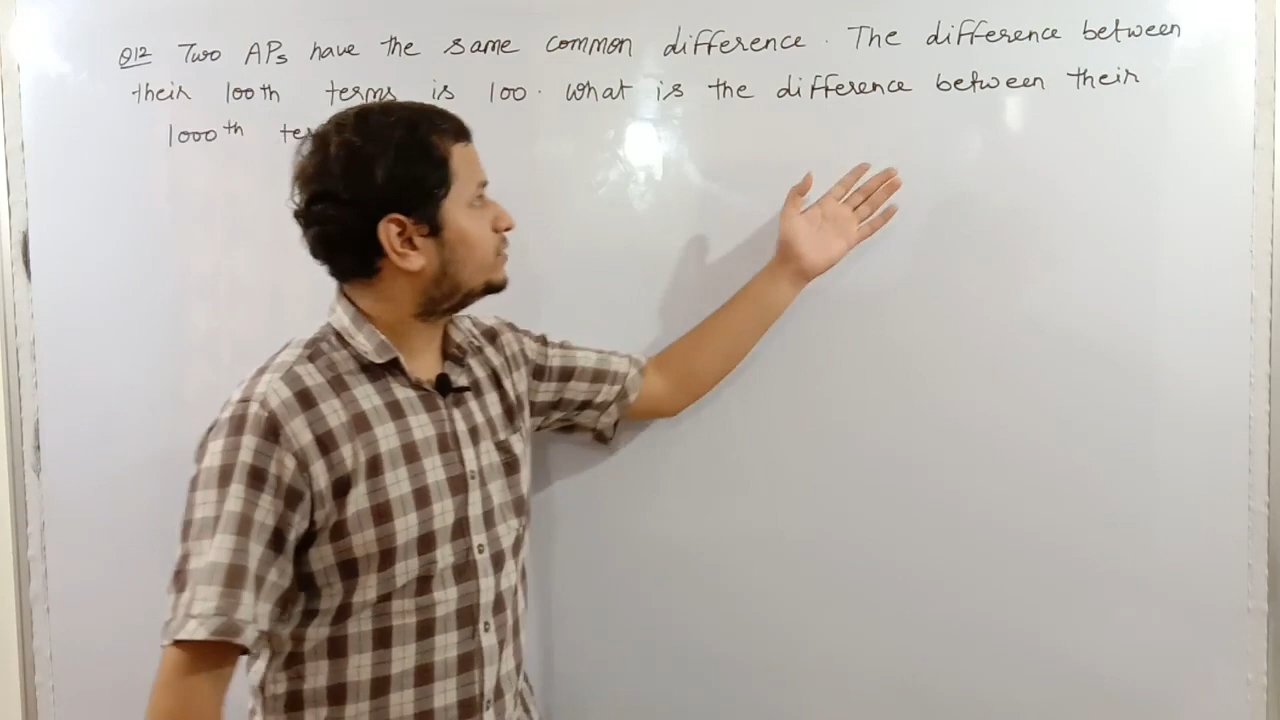 Q12 Two APs have the same common difference. The difference between
their 100th terms is 100. What is the difference between their
1000th